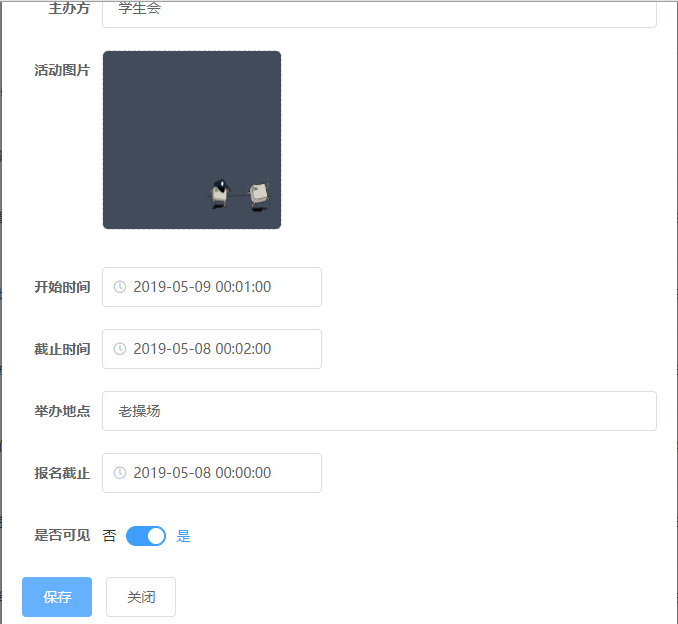 主办方 学生会
活动图片
开始时间 2019-05-09 00:01:00
截止时间 2019-05-08 00:02:00
举办地点 老操场
报名截止 2019-05-08 00:00:00
是否可见 否 是
保存 关闭